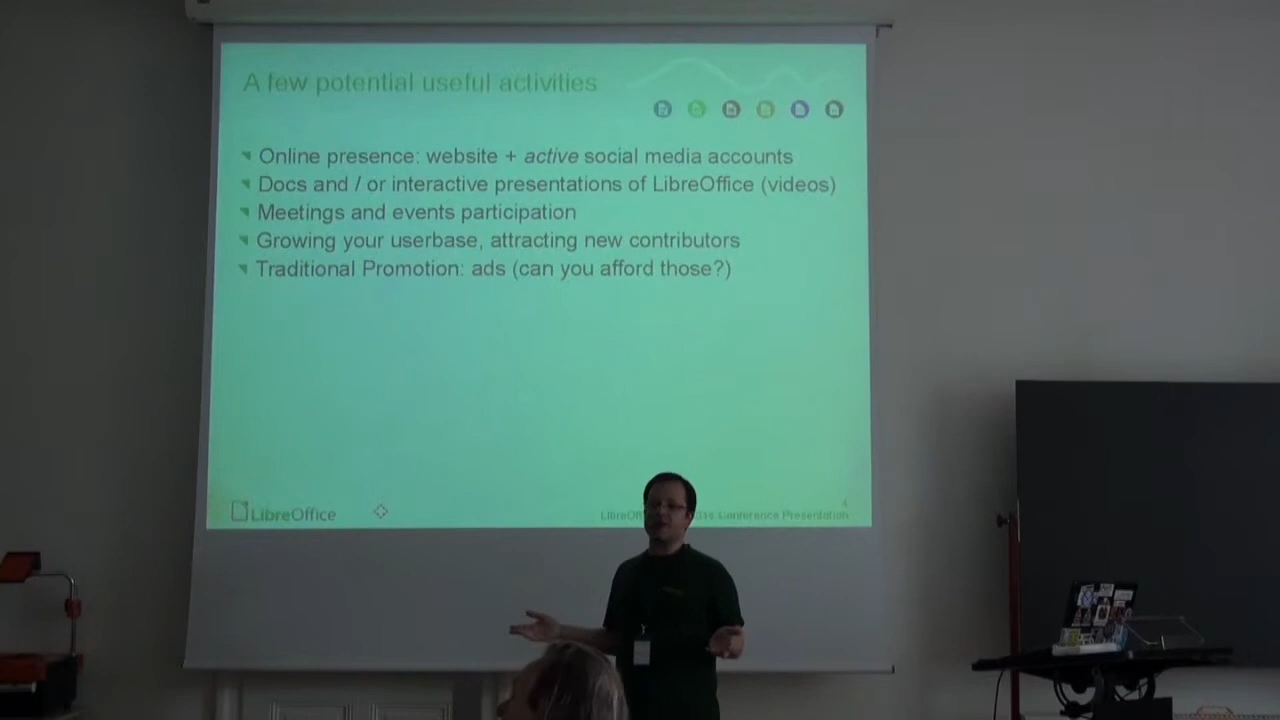 A few potential useful activities
Online presence: website + active social media accounts
Docs and / or interactive presentations of LibreOffice (videos)
Meetings and events participation
Growing your userbase, attracting new contributors
Traditional Promotion: ads (can you afford those?)
4
LibreOffice
Conference Presentation